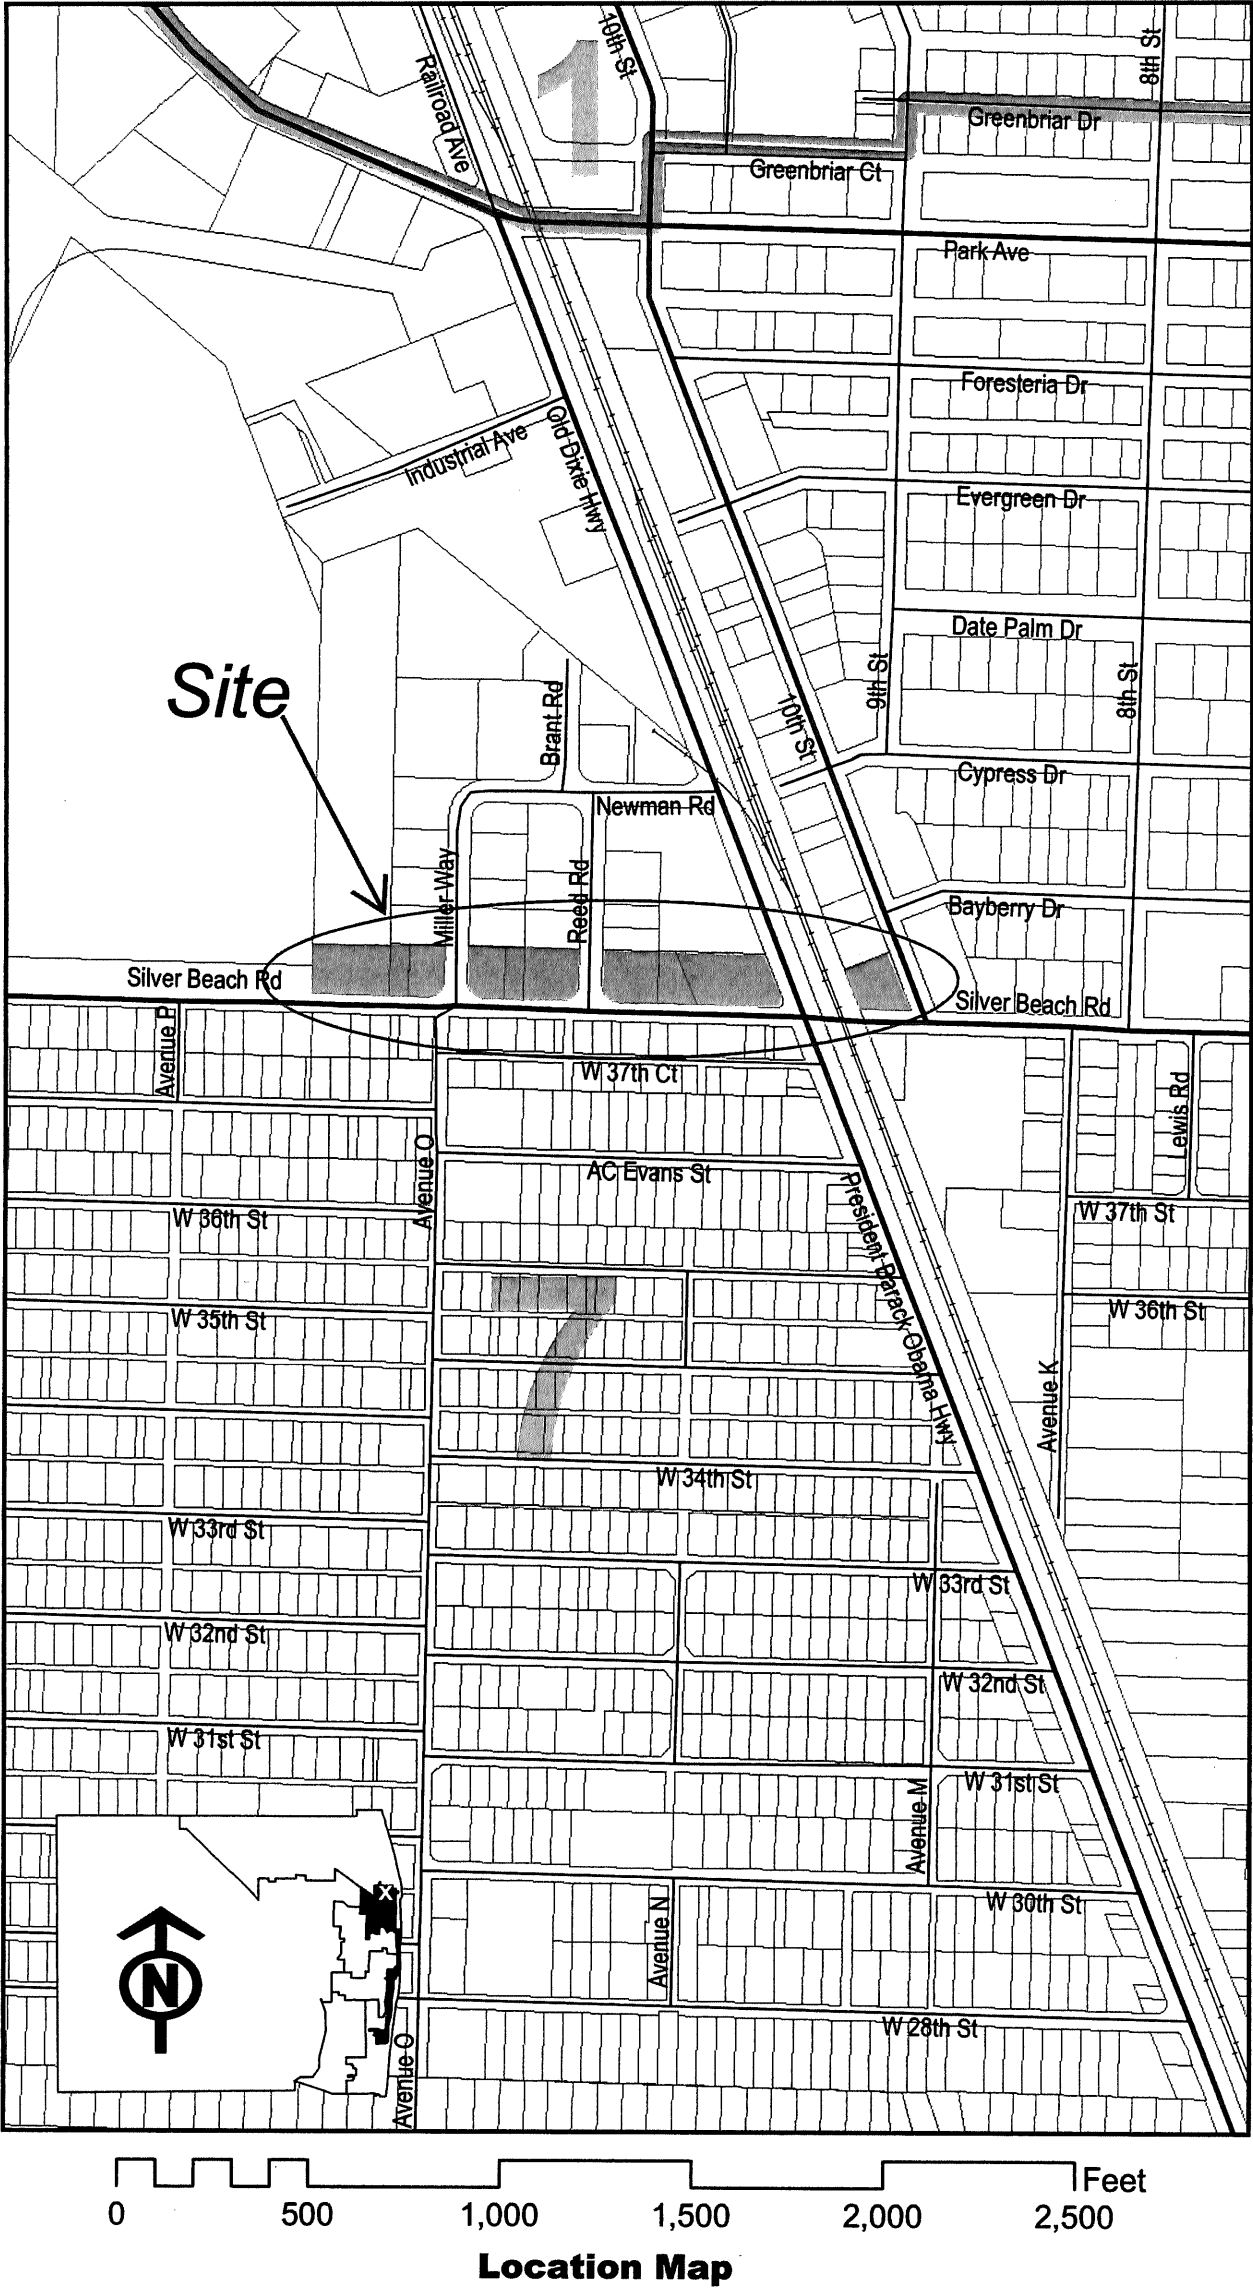 10th St
8th St
Railroad Ave
1
Greenbriar Dr
Greenbriar Ct
Park Ave
Foresteria Dr
Industrial Ave
Old Dixie Hwy
Evergreen Dr
Date Palm Dr
Site
Brant Rd
9th St
8th St
10th St
Cypress Dr
Newman Rd
Miller Way
Reed Rd
Bayberry Dr
Silver Beach Rd
Silver Beach Rd
Avenue P
W 37th Ct
Lewis Rd
Avenue O
AC Evans St
President Barack Obama Hwy
W 36th St
W 37th St
7
W 35th St
W 36th St
Avenue K
W 34th St
W 33rd St
W 33rd St
W 32nd St
W 32nd St
W 31st St
W 31st St
Avenue M
X
W 30th St
Avenue N
N
W 28th St
Avenue O
Feet
0 500 1,000 1,500 2,000 2,500
Location Map